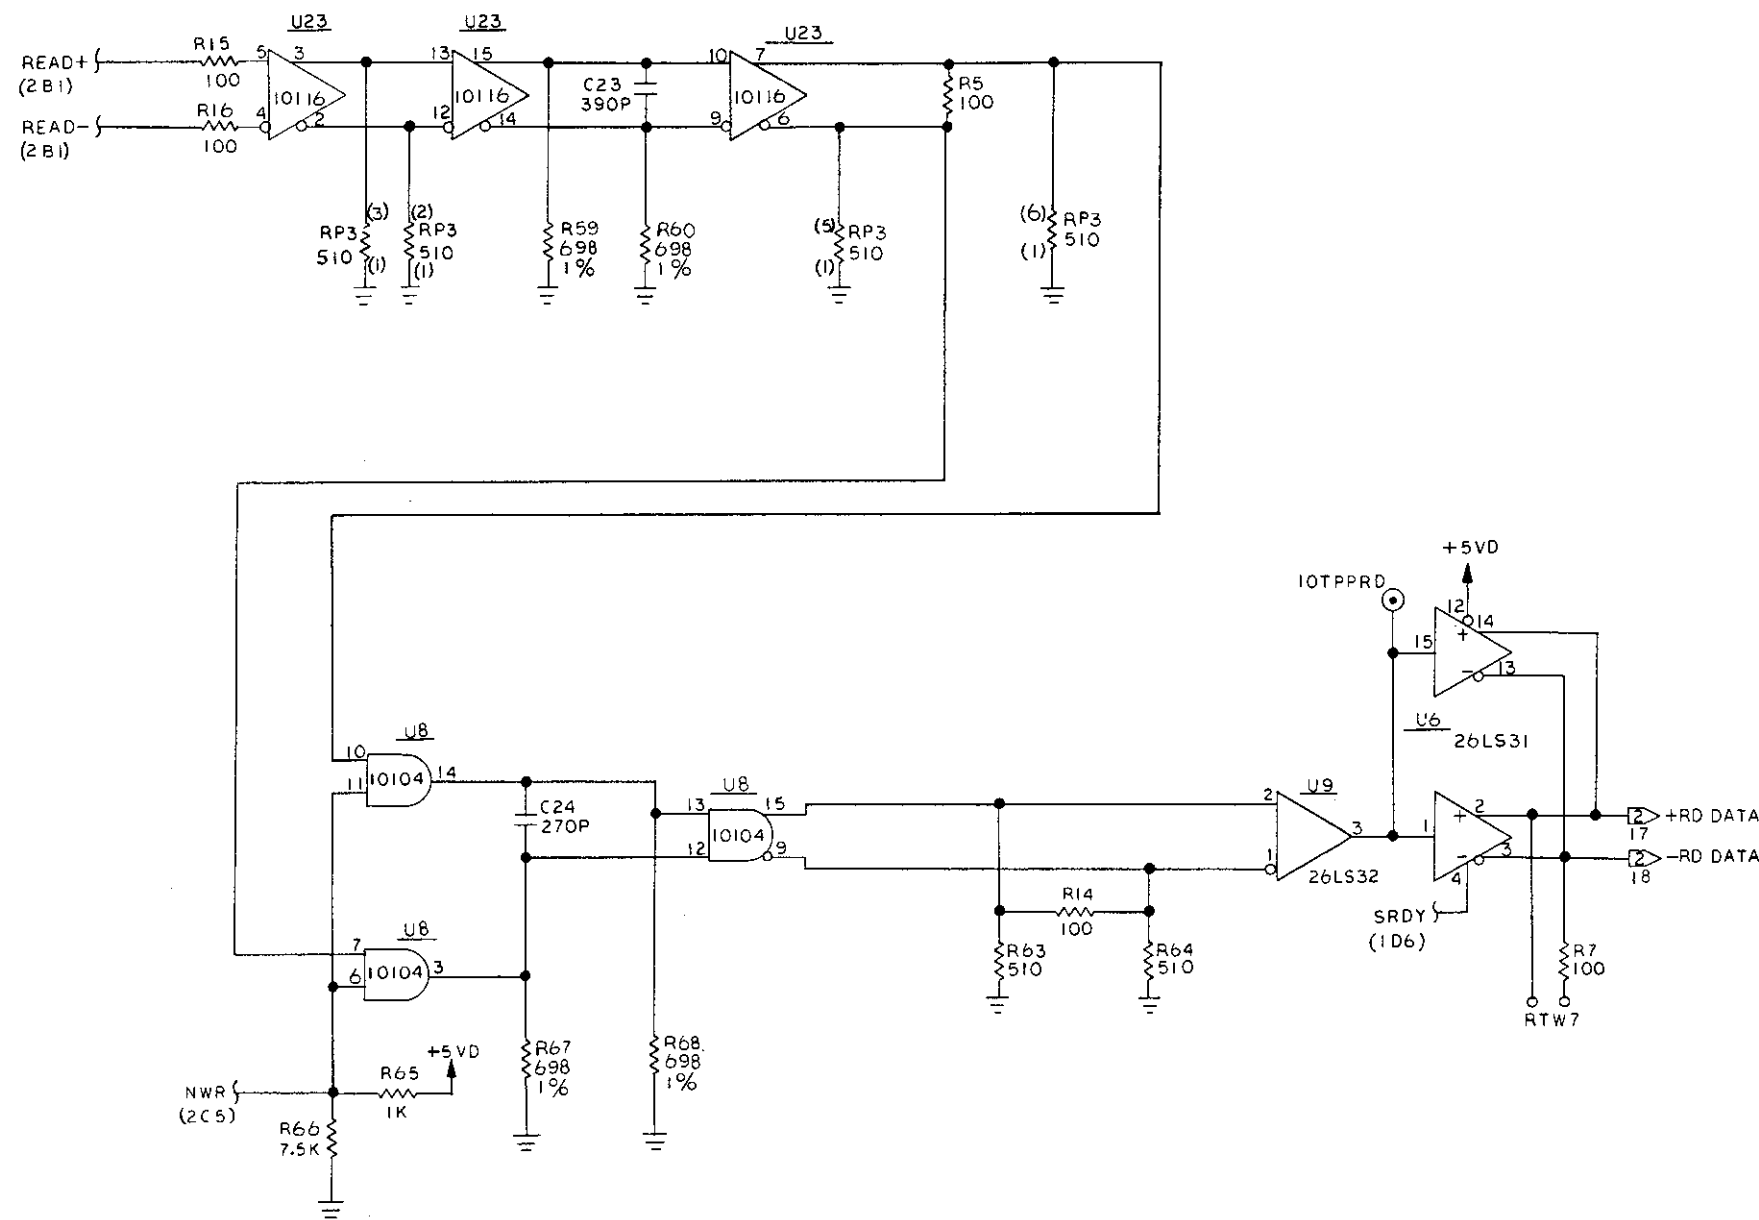 U23
U23
U23
READ+
(2B1)
R15
100
5
3
10116
READ-
(2B1)
R16
100
4
2
13
15
10116
12
14
C23
390P
10
7
10116
9
6
R5
100
(3)
RP3
510
(1)
(2)
RP3
510
(1)
R59
698
1%
R60
698
1%
(5)
RP3
510
(1)
(6)
RP3
510
(1)
+5VD
10TPPRD
12
14
+
15
-
13
U6
26LS31
U8
10
10104
14
11
C24
270P
U8
13
15
10104
12
9
U9
2
3
1
26LS32
1
+
2
-
3
4
2
17
+RD DATA
2
18
-RD DATA
SRDY
(1D6)
R14
100
R63
510
R64
510
R7
100
RTW7
U8
7
10104
3
6
R67
698
1%
R68
698
1%
+5VD
R65
1K
NWR
(2C5)
R66
7.5K